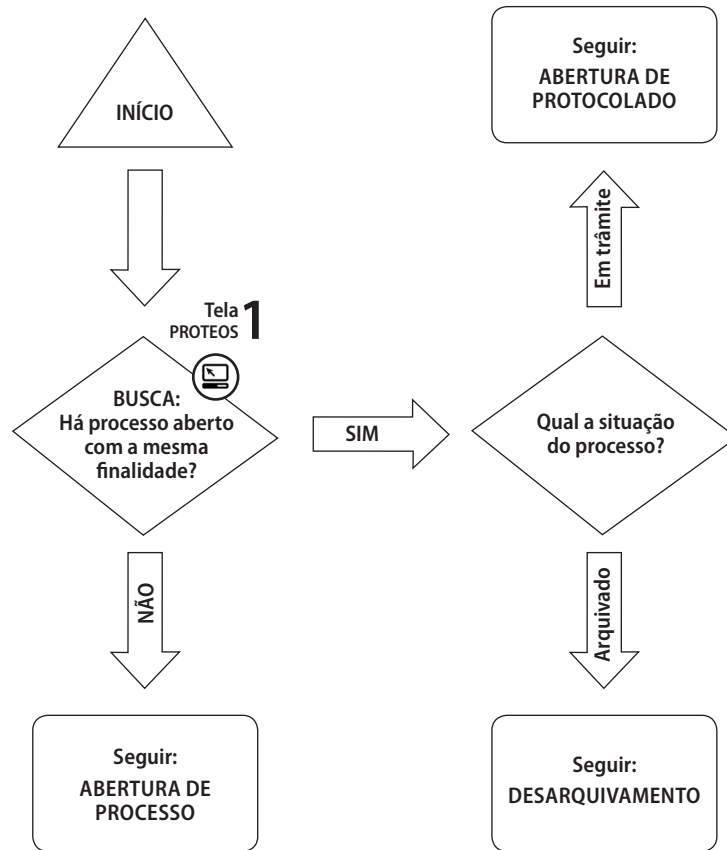 INÍCIO
Tela 1
PROTEOS
BUSCA:
Há processo aberto
com a mesma
finalidade?
SIM
NÃO
Seguir:
ABERTURA DE
PROCESSO
Qual a situação
do processo?
Em trâmite
Seguir:
ABERTURA DE
PROTOCOLADO
Arquivado
Seguir:
DESARQUIVAMENTO